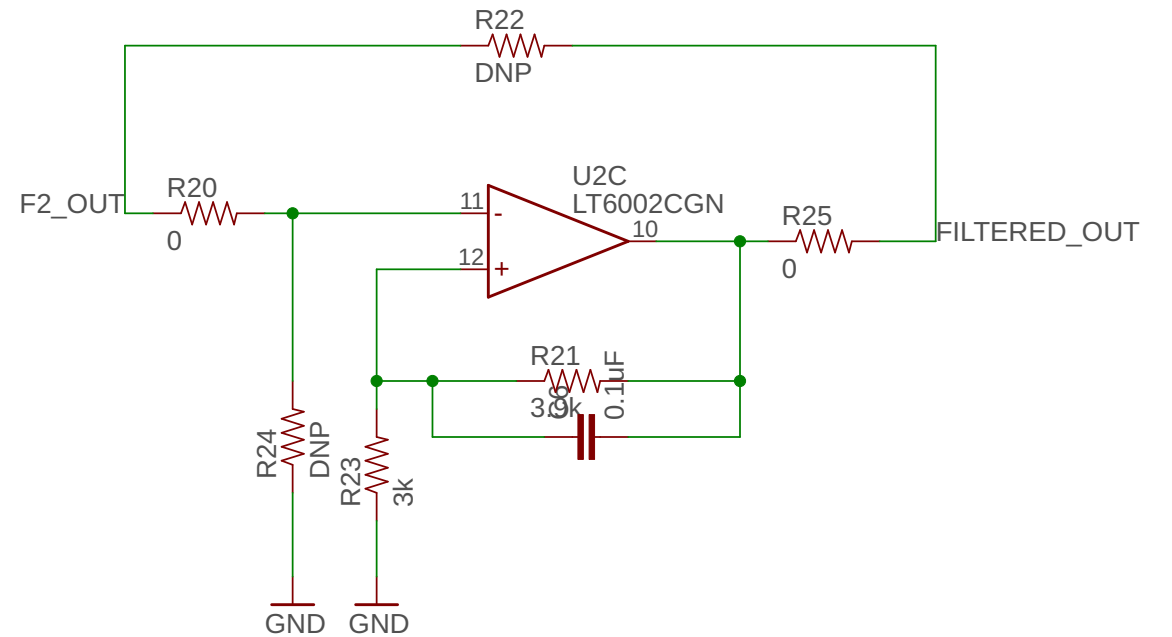 R22
DNP
F2_OUT
R20
0
U2C
LT6002CGN
11
-
12
+
10
R25
0
FILTERED_OUT
R21
3.9k
C6
0.1uF
R24
DNP
R23
3k
GND
GND